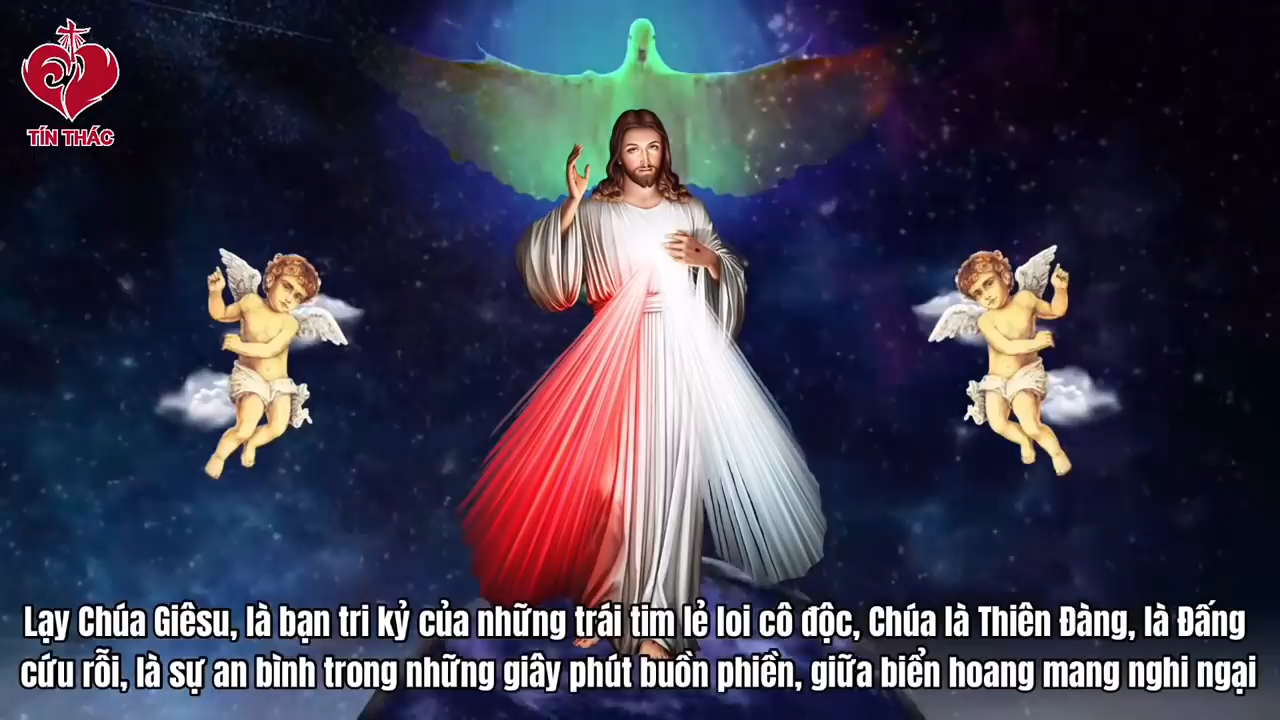 TÍN THÁC
Lạy Chúa Giêsu, là bạn tri kỷ của những trái tim lẻ loi cô độc, Chúa là Thiên Đàng, là Đấng
cứu rỗi, là sự an bình trong những giây phút buồn phiền, giữa biển hoang mang nghi ngại